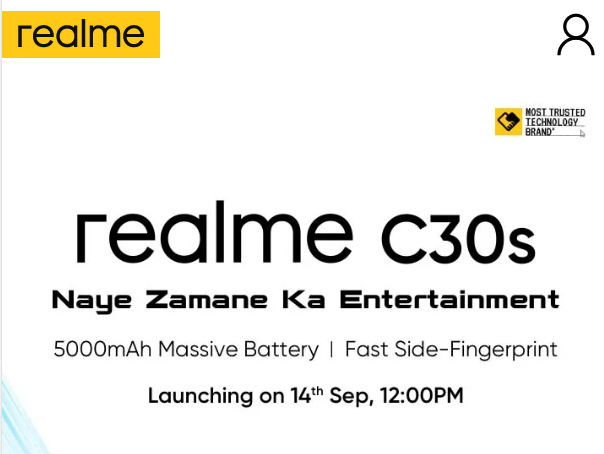 realme
MOST TRUSTED
TECHNOLOGY
BRAND*
realme C30s
Naye Zamane Ka Entertainment
5000mAh Massive Battery | Fast Side-Fingerprint
Launching on 14th Sep, 12:00PM